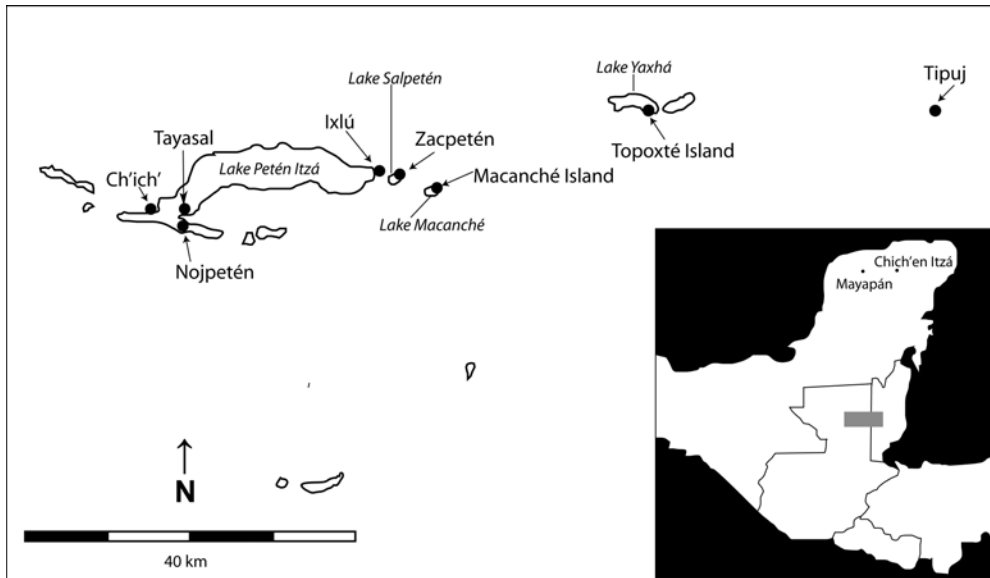 Lake Yaxhá
Tipuj
Lake Salpetén
Ixlú
Zacpetén
Tayasal
Topoxté Island
Lake Petén Itzá
Macanché Island
Ch'ich'
Lake Macanché
Nojpetén
Chich'en Itzá
Mayapán
N
40 km